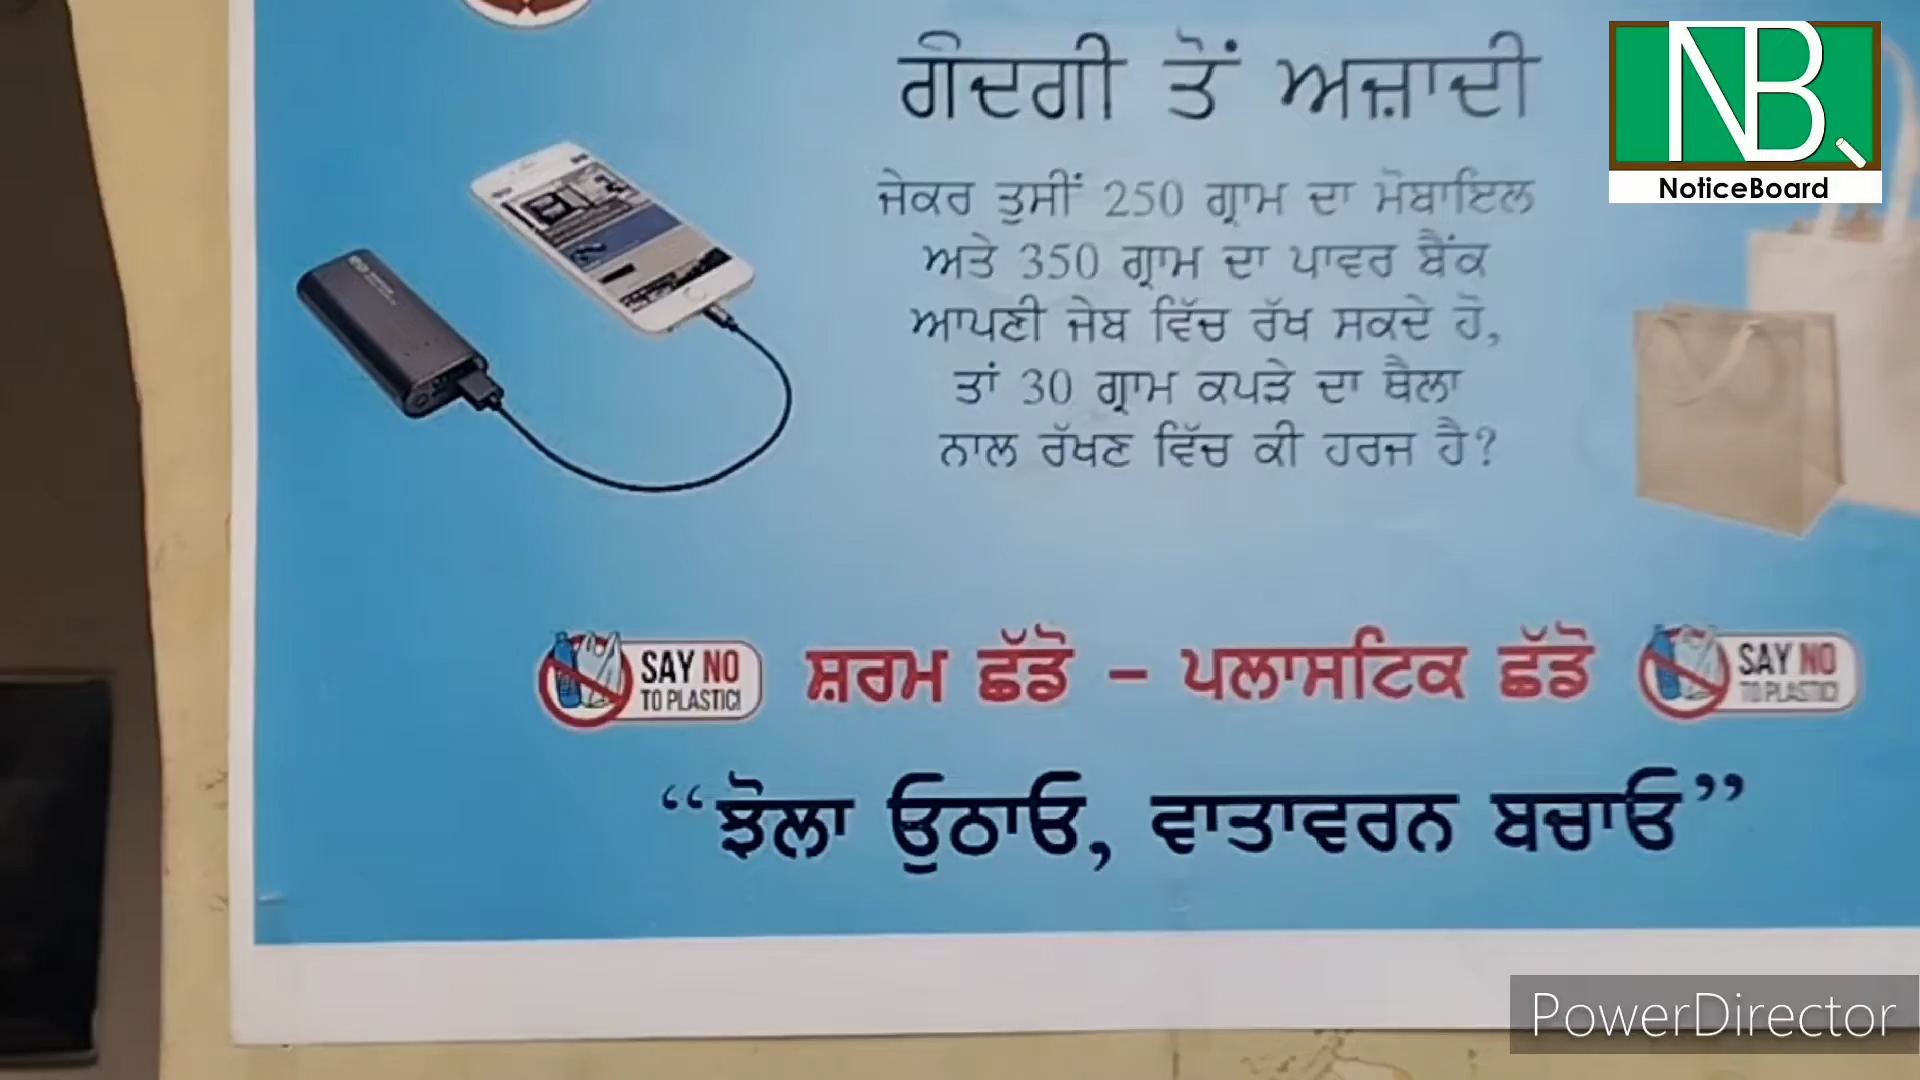 ਗੰਦਗੀ ਤੋਂ ਅਜ਼ਾਦੀ
ਜੇਕਰ ਤੁਸੀਂ 250 ਗ੍ਰਾਮ ਦਾ ਮੋਬਾਇਲ
ਅਤੇ 350 ਗ੍ਰਾਮ ਦਾ ਪਾਵਰ ਬੈਂਕ
ਆਪਣੀ ਜੇਬ ਵਿੱਚ ਰੱਖ ਸਕਦੇ ਹੋ,
ਤਾਂ 30 ਗ੍ਰਾਮ ਕਪੜੇ ਦਾ ਥੈਲਾ
ਨਾਲ ਰੱਖਣ ਵਿੱਚ ਕੀ ਹਰਜ ਹੈ?
SAY NO
TO PLASTIC!
ਸ਼ਰਮ ਛੱਡੋ – ਪਲਾਸਟਿਕ ਛੱਡੋ
SAY NO
TO PLASTIC!
“ਝੋਲਾ ਓੁਠਾਓ, ਵਾਤਾਵਰਨ ਬਚਾਓ”
NB
NoticeBoard
PowerDirector